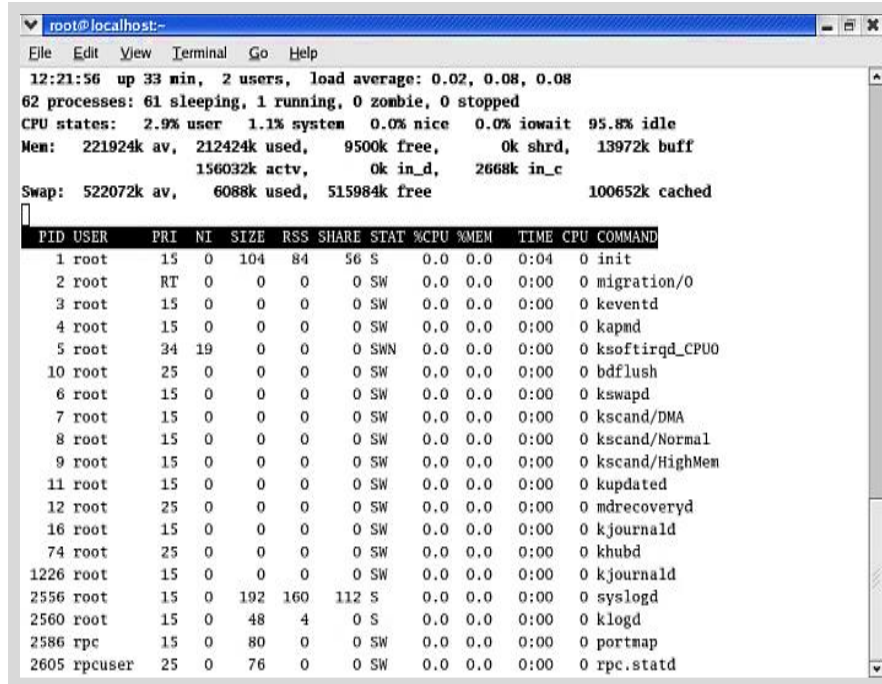 root@localhost:~
File Edit View Terminal Go Help
12:21:56 up 33 min, 2 users, load average: 0.02, 0.08, 0.08
62 processes: 61 sleeping, 1 running, 0 zombie, 0 stopped
CPU states: 2.9% user 1.1% system 0.0% nice 0.0% iowait 95.8% idle
Mem: 221924k av, 212424k used, 9500k free, 0k shrd, 13972k buff
156032k actv, 0k in_d, 2668k in_c
Swap: 522072k av, 6088k used, 515984k free 100652k cached
PID USER PRI NI SIZE RSS SHARE STAT %CPU %MEM TIME CPU COMMAND
1 root 15 0 104 84 56 S 0.0 0.0 0:04 0 init
2 root RT 0 0 0 0 SW 0.0 0.0 0:00 0 migration/0
3 root 15 0 0 0 0 SW 0.0 0.0 0:00 0 keventd
4 root 15 0 0 0 0 SW 0.0 0.0 0:00 0 kapmd
5 root 34 19 0 0 0 SWN 0.0 0.0 0:00 0 ksoftirqd_CPU0
10 root 25 0 0 0 0 SW 0.0 0.0 0:00 0 bdflush
6 root 15 0 0 0 0 SW 0.0 0.0 0:00 0 kswapd
7 root 15 0 0 0 0 SW 0.0 0.0 0:00 0 kscand/DMA
8 root 15 0 0 0 0 SW 0.0 0.0 0:00 0 kscand/Normal
9 root 15 0 0 0 0 SW 0.0 0.0 0:00 0 kscand/HighMem
11 root 15 0 0 0 0 SW 0.0 0.0 0:00 0 kupdated
12 root 25 0 0 0 0 SW 0.0 0.0 0:00 0 mdrecoveryd
16 root 15 0 0 0 0 SW 0.0 0.0 0:00 0 kjournald
74 root 25 0 0 0 0 SW 0.0 0.0 0:00 0 khubd
1226 root 15 0 0 0 0 SW 0.0 0.0 0:00 0 kjournald
2556 root 15 0 192 160 112 S 0.0 0.0 0:00 0 syslogd
2560 root 15 0 48 4 0 S 0.0 0.0 0:00 0 klogd
2586 rpc 15 0 80 0 0 SW 0.0 0.0 0:00 0 portmap
2605 rpcuser 25 0 76 0 0 SW 0.0 0.0 0:00 0 rpc.statd